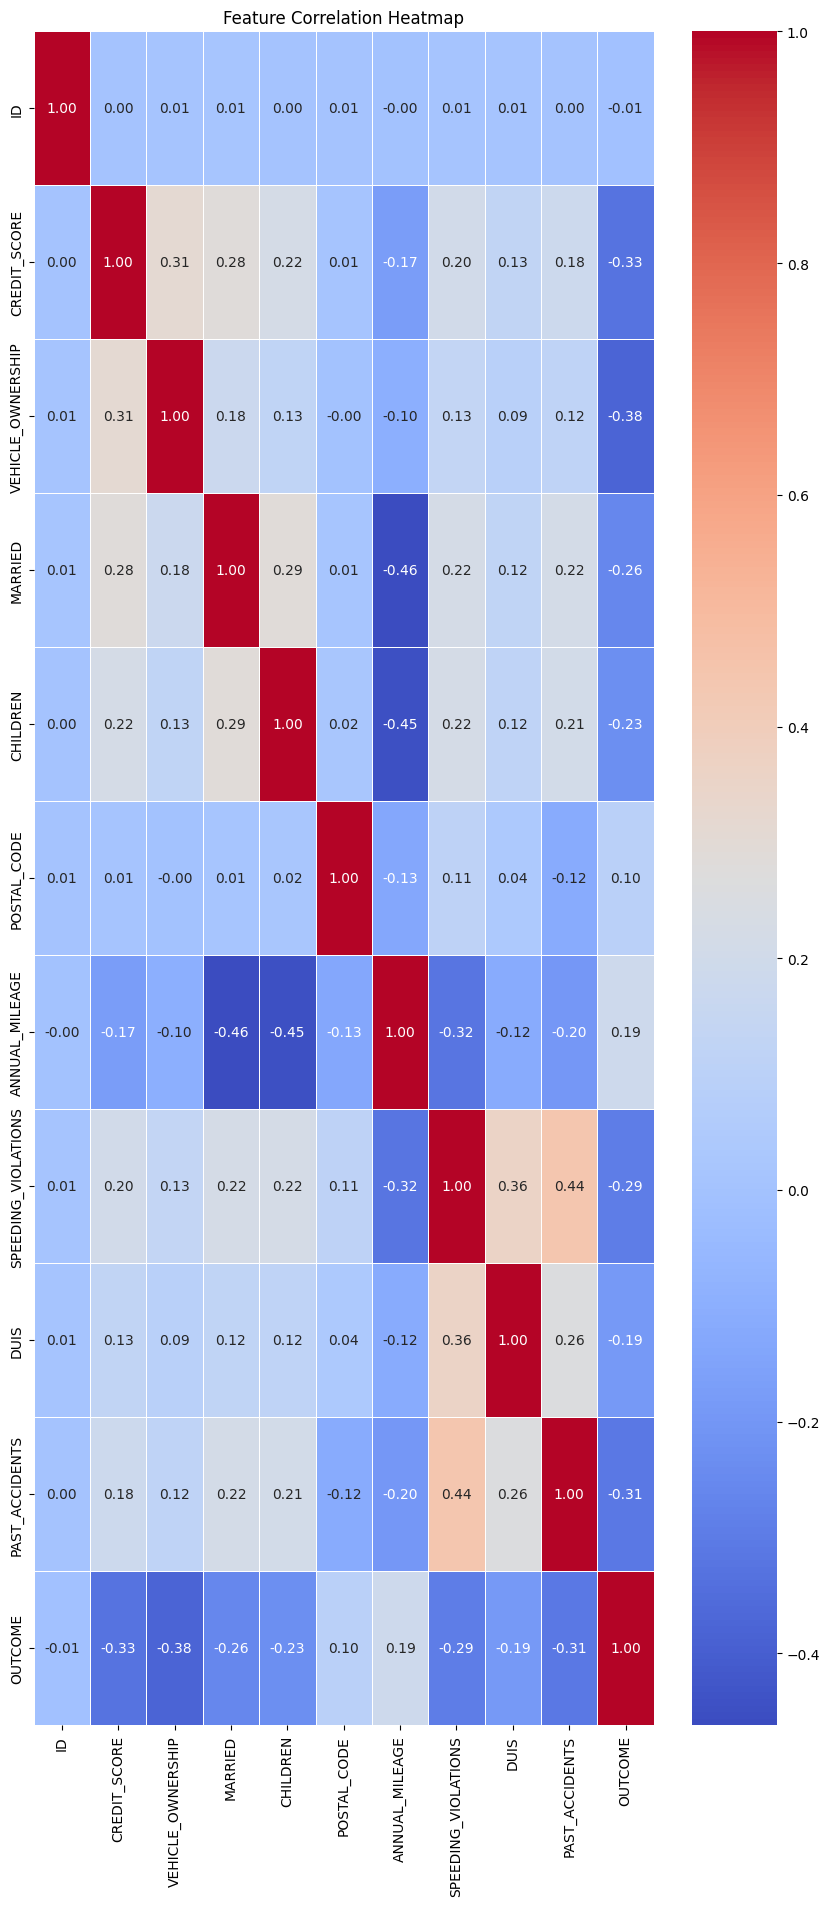 Feature Correlation Heatmap
ID 1.00 0.00 0.01 0.01 0.00 0.01 -0.00 0.01 0.01 0.00 -0.01
CREDIT_SCORE 0.00 1.00 0.31 0.28 0.22 0.01 -0.17 0.20 0.13 0.18 -0.33
VEHICLE_OWNERSHIP 0.01 0.31 1.00 0.18 0.13 -0.00 -0.10 0.13 0.09 0.12 -0.38
MARRIED 0.01 0.28 0.18 1.00 0.29 0.01 -0.46 0.22 0.12 0.22 -0.26
CHILDREN 0.00 0.22 0.13 0.29 1.00 0.02 -0.45 0.22 0.12 0.21 -0.23
POSTAL_CODE 0.01 0.01 -0.00 0.01 0.02 1.00 -0.13 0.11 0.04 -0.12 0.10
ANNUAL_MILEAGE -0.00 -0.17 -0.10 -0.46 -0.45 -0.13 1.00 -0.32 -0.12 -0.20 0.19
SPEEDING_VIOLATIONS 0.01 0.20 0.13 0.22 0.22 0.11 -0.32 1.00 0.36 0.44 -0.29
DUIS 0.01 0.13 0.09 0.12 0.12 0.04 -0.12 0.36 1.00 0.26 -0.19
PAST_ACCIDENTS 0.00 0.18 0.12 0.22 0.21 -0.12 -0.20 0.44 0.26 1.00 -0.31
OUTCOME -0.01 -0.33 -0.38 -0.26 -0.23 0.10 0.19 -0.29 -0.19 -0.31 1.00
ID
CREDIT_SCORE
VEHICLE_OWNERSHIP
MARRIED
CHILDREN
POSTAL_CODE
ANNUAL_MILEAGE
SPEEDING_VIOLATIONS
DUIS
PAST_ACCIDENTS
OUTCOME
1.0
0.8
0.6
0.4
0.2
0.0
−0.2
−0.4